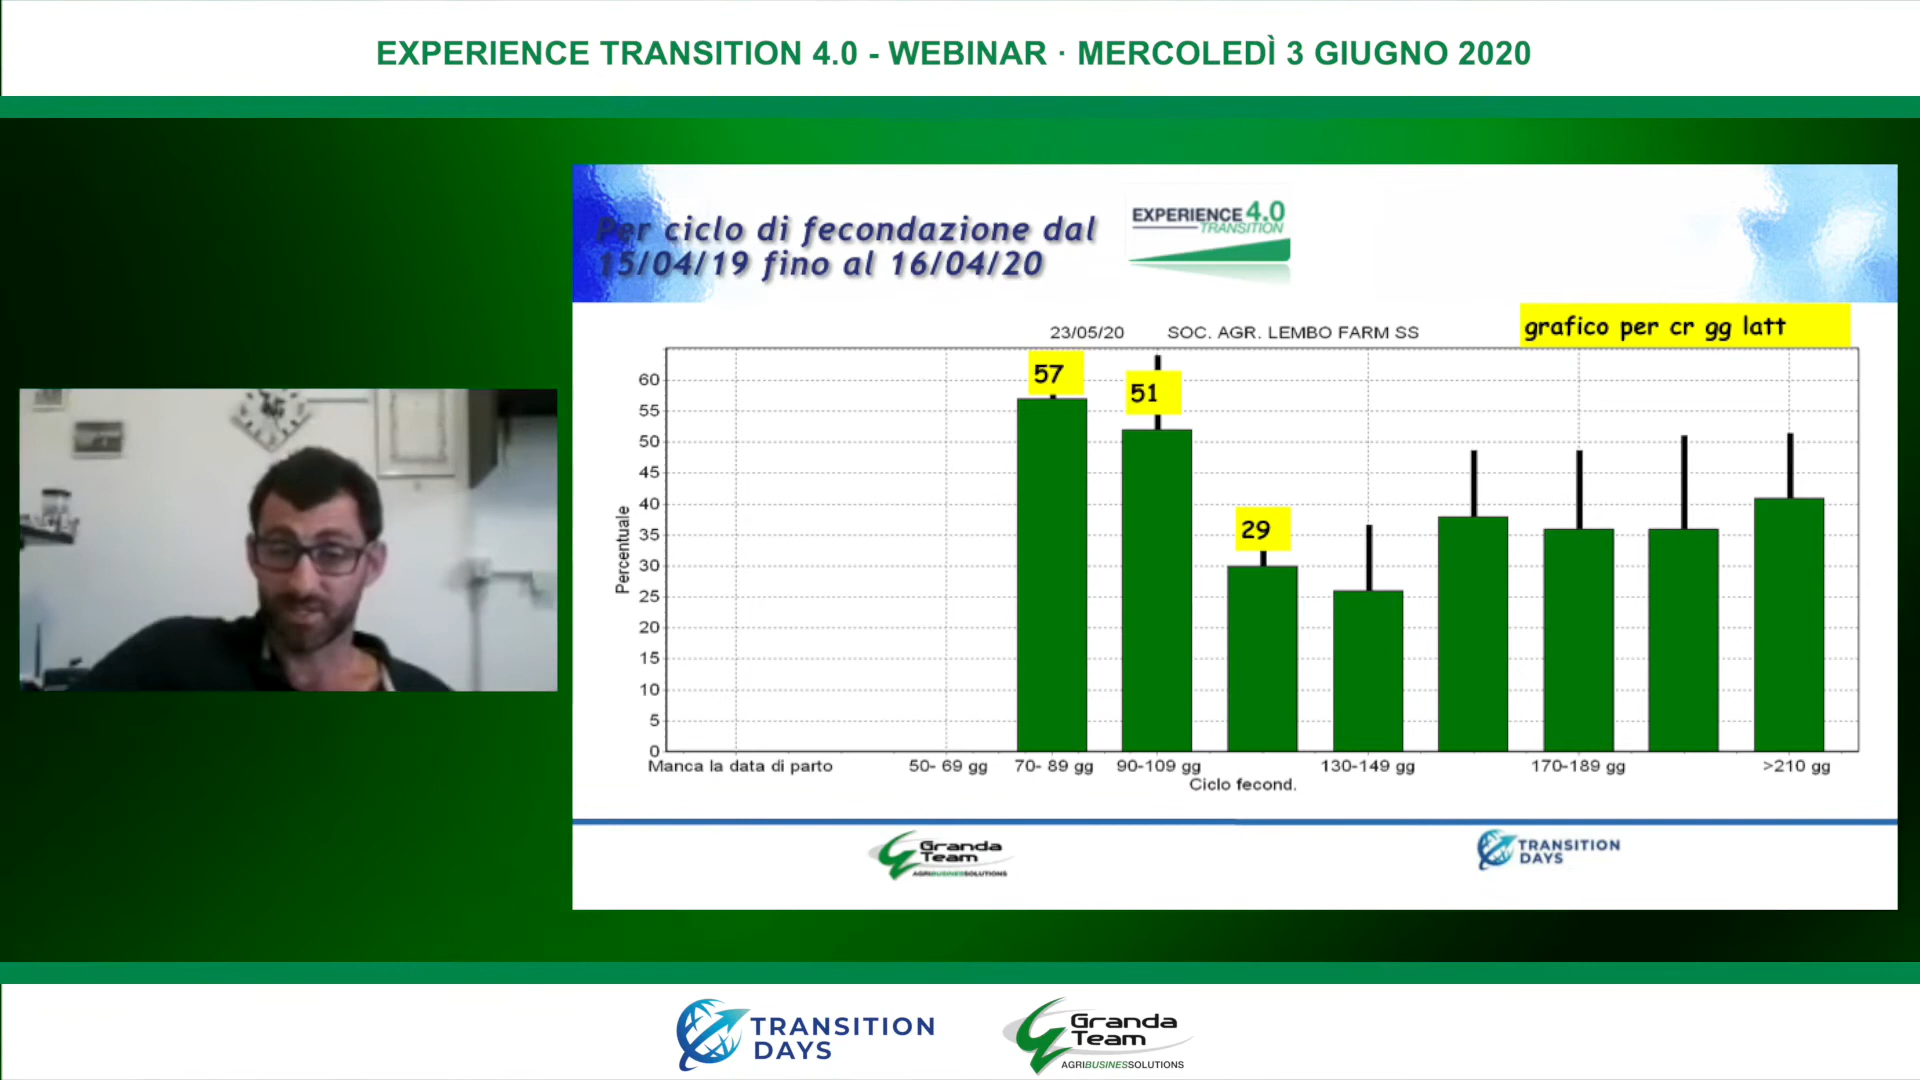 EXPERIENCE TRANSITION 4.0 - WEBINAR · MERCOLEDÌ 3 GIUGNO 2020
Per ciclo di fecondazione dal
15/04/19 fino al 16/04/20
EXPERIENCE 4.0
TRANSITION
grafico per cr gg latt
23/05/20 SOC. AGR. LEMBO FARM SS
57
51
29
60
55
50
45
40
35
30
25
20
15
10
5
0
Percentuale
Manca la data di parto 50- 69 gg 70- 89 gg 90-109 gg 130-149 gg 170-189 gg >210 gg
Ciclo fecond.
Granda
Team
AGRIBUSINESSOLUTIONS
TRANSITION
DAYS
TRANSITION
DAYS
Granda
Team
AGRIBUSINESSOLUTIONS